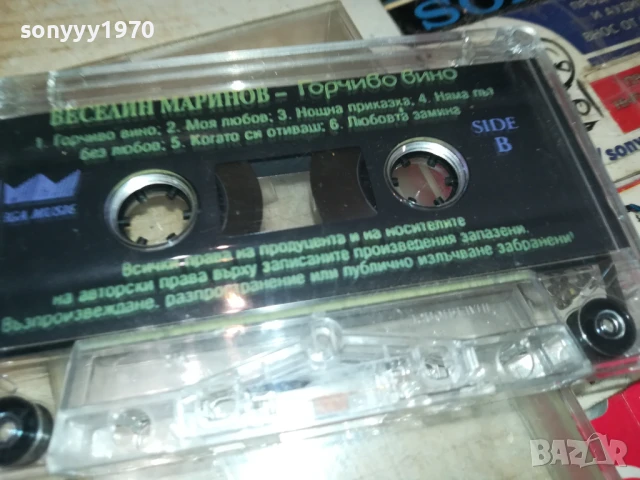 sonyyy1970
ВЕСЕЛИН МАРИНОВ - Горчиво вино
1. Горчиво вино; 2. Моя любов; 3. Нощна приказка; 4. Няма път
без любов; 5. Когато си отиваш; 6. Любовта замина
SIDE
B
MUSIC
Всички права на продуцента и на носителите
на авторски права върху записаните произведения запазени.
Възпроизвеждане, разпространение или публично излъчване забранени!
BAZAR